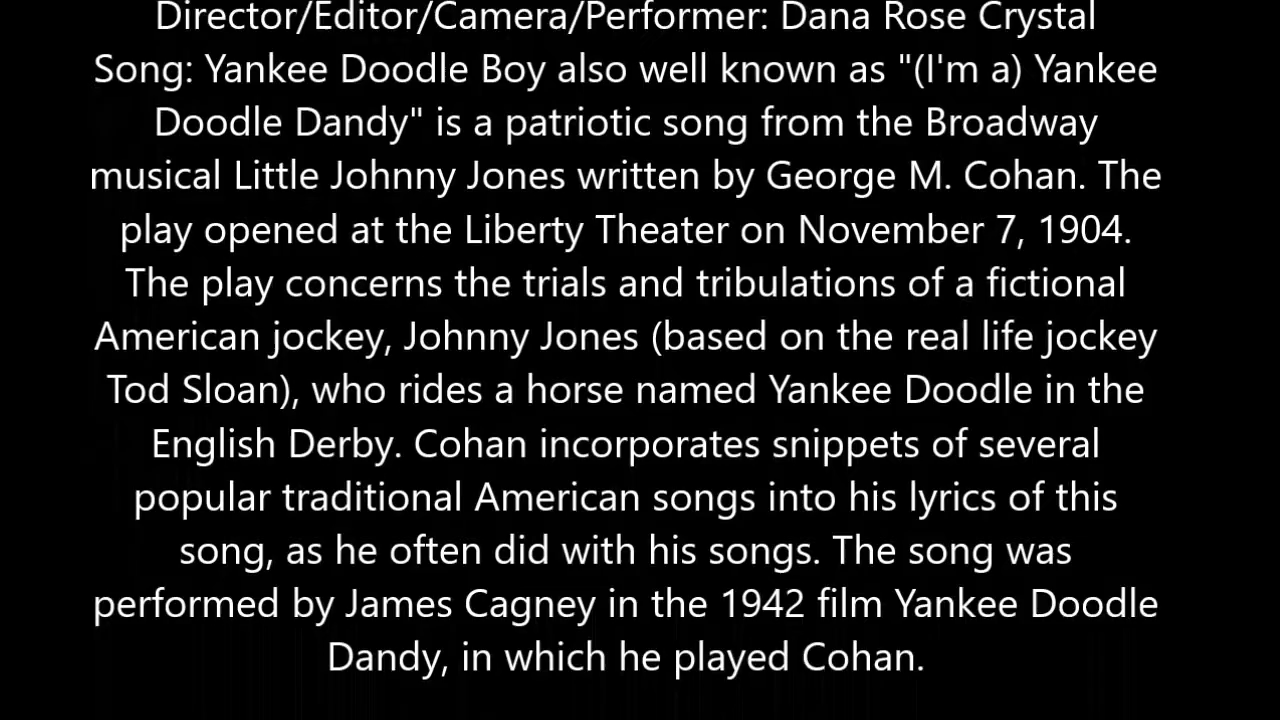 Director/Editor/Camera/Performer: Dana Rose Crystal
Song: Yankee Doodle Boy also well known as "(I'm a) Yankee
Doodle Dandy" is a patriotic song from the Broadway
musical Little Johnny Jones written by George M. Cohan. The
play opened at the Liberty Theater on November 7, 1904.
The play concerns the trials and tribulations of a fictional
American jockey, Johnny Jones (based on the real life jockey
Tod Sloan), who rides a horse named Yankee Doodle in the
English Derby. Cohan incorporates snippets of several
popular traditional American songs into his lyrics of this
song, as he often did with his songs. The song was
performed by James Cagney in the 1942 film Yankee Doodle
Dandy, in which he played Cohan.